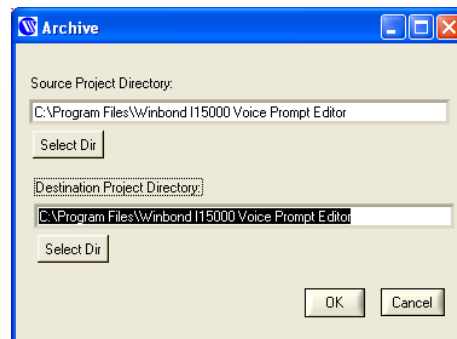 Archive
Source Project Directory:
C:\Program Files\Winbond I15000 Voice Prompt Editor
Select Dir
Destination Project Directory:
C:\Program Files\Winbond I15000 Voice Prompt Editor
Select Dir
OK Cancel